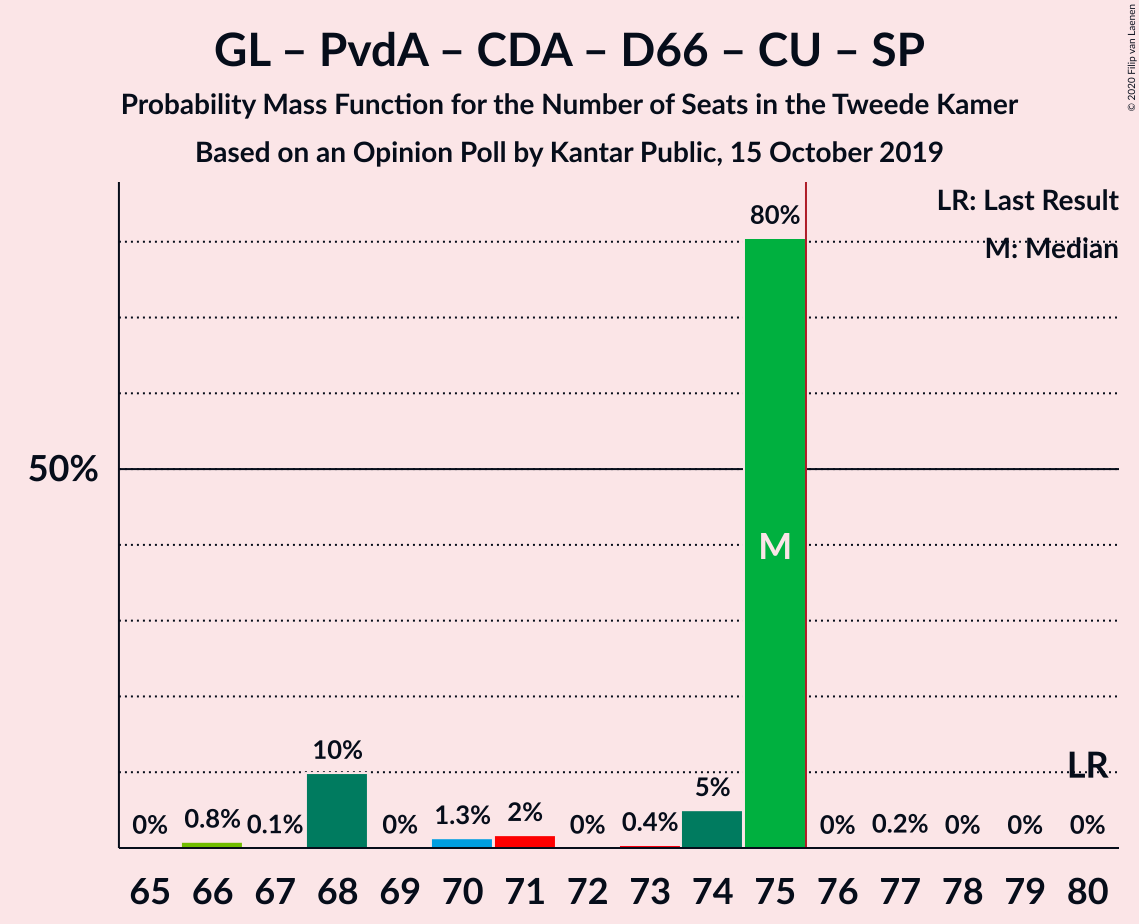 GL – PvdA – CDA – D66 – CU – SP
Probability Mass Function for the Number of Seats in the Tweede Kamer
Based on an Opinion Poll by Kantar Public, 15 October 2019
© 2020 Filip van Laenen
LR: Last Result
M: Median
80%
50%
M
10%
LR
5%
0% 0.8% 0.1% 0% 1.3% 2% 0% 0.4% 0% 0.2% 0% 0% 0%
65 66 67 68 69 70 71 72 73 74 75 76 77 78 79 80